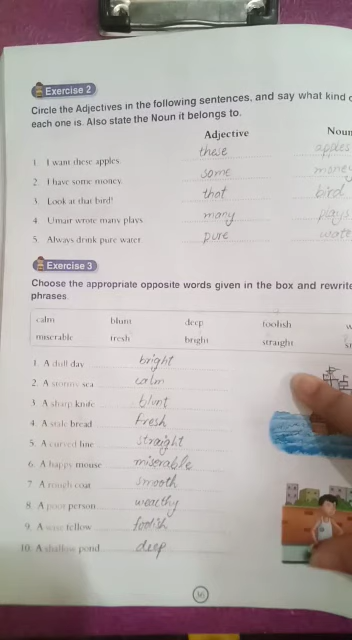 Exercise 2
Circle the Adjectives in the following sentences, and say what kind
each one is. Also state the Noun it belongs to.
Adjective Noun
1. I want these apples. these apples
2. I have some money. some money
3. Look at that bird! that bird
4. Umair wrote many plays. many plays
5. Always drink pure water. pure wate
Exercise 3
Choose the appropriate opposite words given in the box and rewrite
phrases.
calm blunt deep foolish
miserable fresh bright straight
1. A dull day bright
2. A stormy sea calm
3. A sharp knife blunt
4. A stale bread Fresh
5. A curved line straight
6. A happy mouse miserable
7. A rough coat smooth
8. A poor person wealthy
9. A wise fellow foolish
10. A shallow pond deep
36